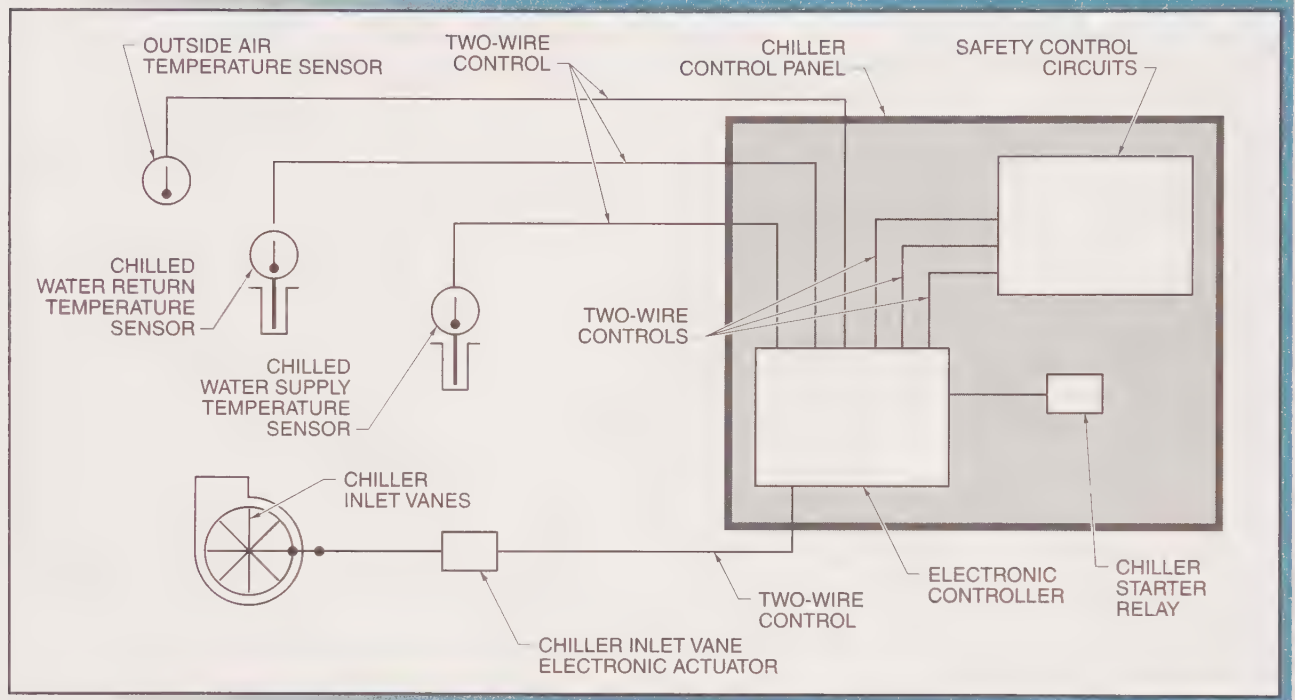 OUTSIDE AIR
TEMPERATURE SENSOR
TWO-WIRE
CONTROL
CHILLER
CONTROL PANEL
SAFETY CONTROL
CIRCUITS
CHILLED
WATER RETURN
TEMPERATURE
SENSOR
CHILLED
WATER SUPPLY
TEMPERATURE
SENSOR
TWO-WIRE
CONTROLS
CHILLER
INLET VANES
TWO-WIRE
CONTROL
ELECTRONIC
CONTROLLER
CHILLER
STARTER
RELAY
CHILLER INLET VANE
ELECTRONIC ACTUATOR